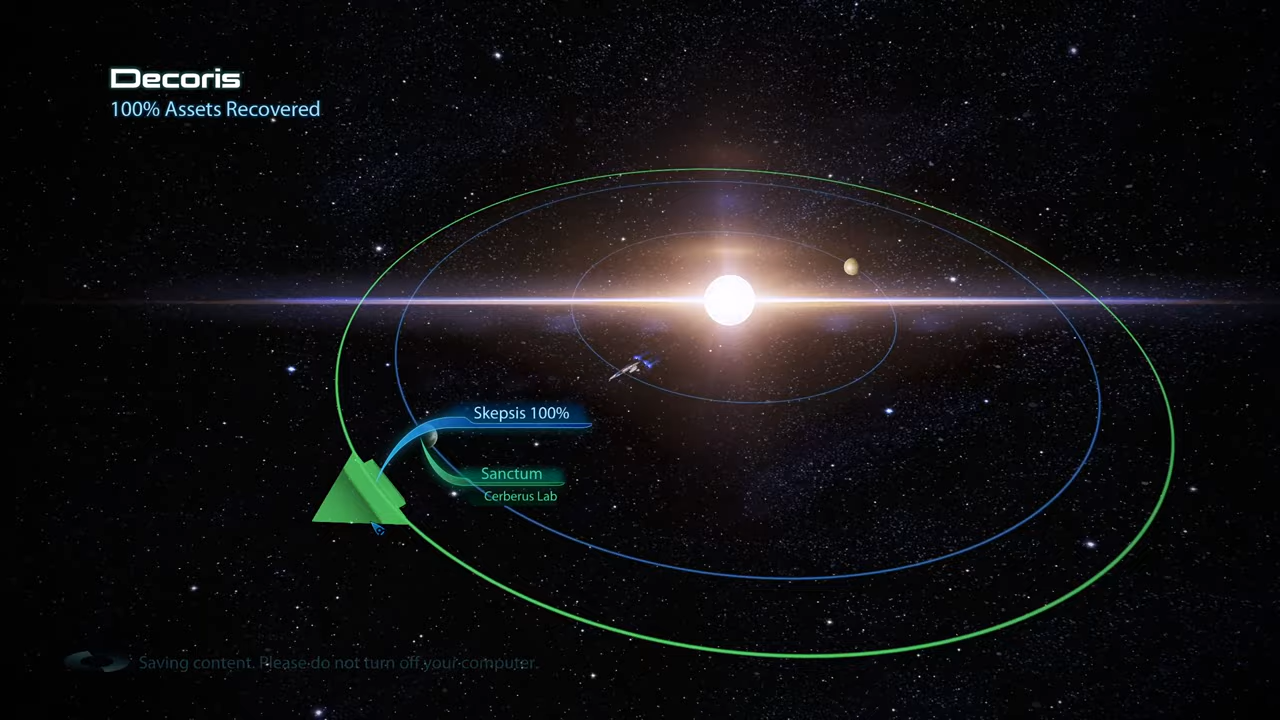 Decoris
100% Assets Recovered
Skepsis 100%
Sanctum
Cerberus Lab
Saving content. Please do not turn off your computer.